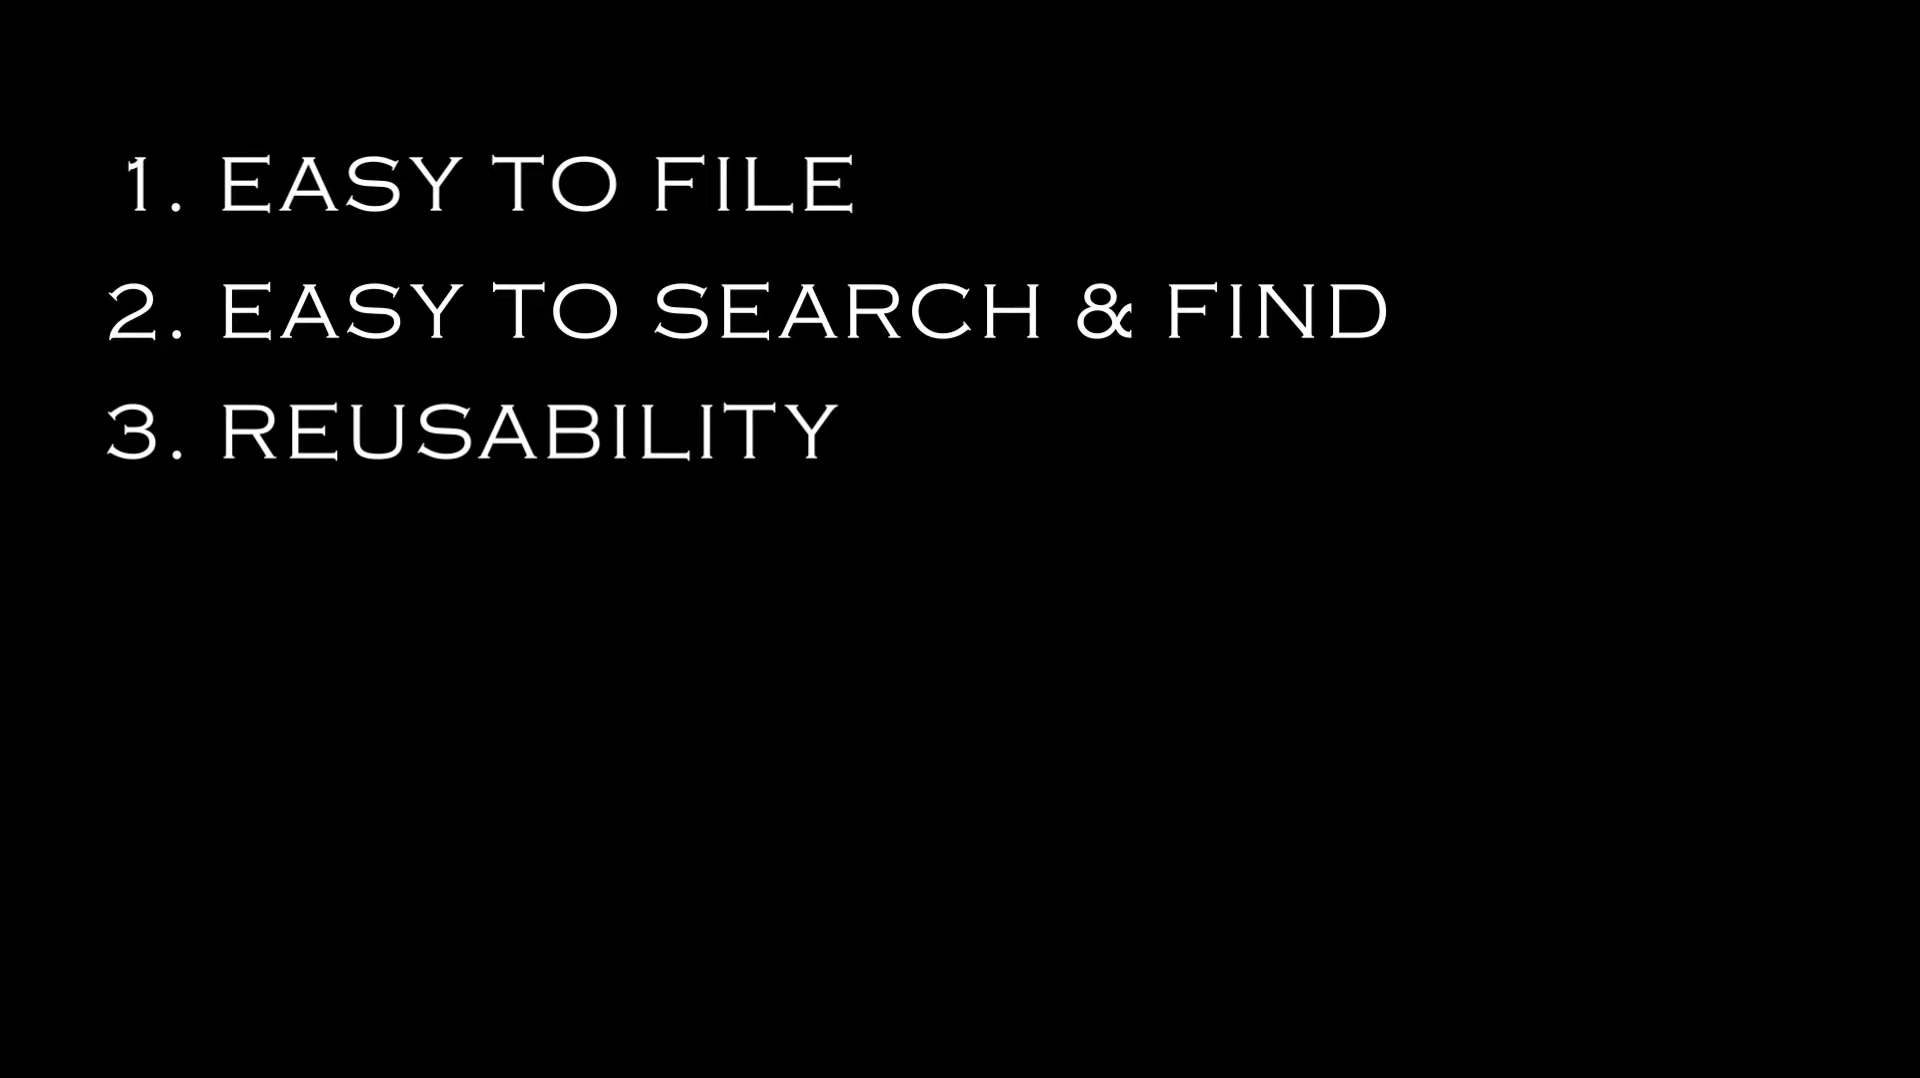 1. EASY TO FILE
2. EASY TO SEARCH & FIND
3. REUSABILITY